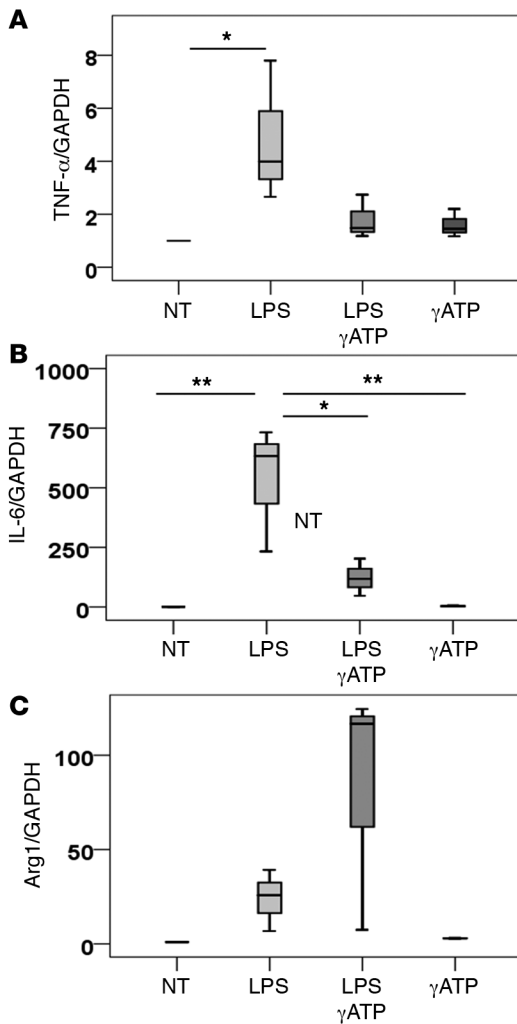 A
*
TNF-α/GAPDH
8
6
4
2
0
NT LPS LPS γATP
γATP
B
1000
** **
*
IL-6/GAPDH
750
500
NT
250
0
NT LPS LPS γATP
γATP
C
Arg1/GAPDH
100
50
0
NT LPS LPS γATP
γATP